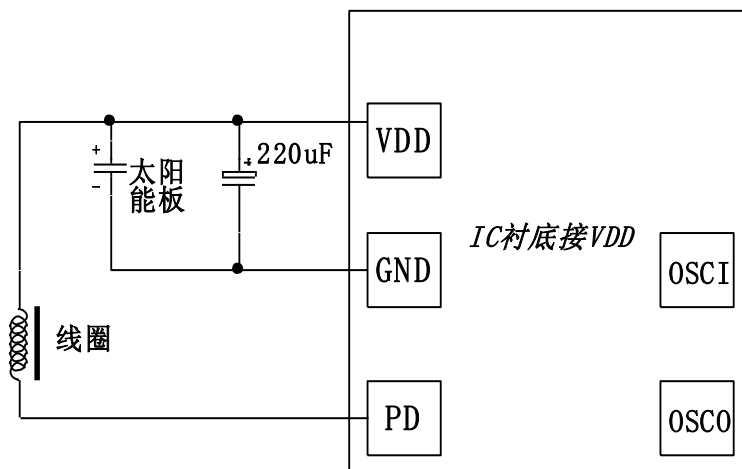 VDD
+
220uF
+
太阳
能板
-
IC衬底接VDD
GND
OSCI
线圈
PD
OSCO